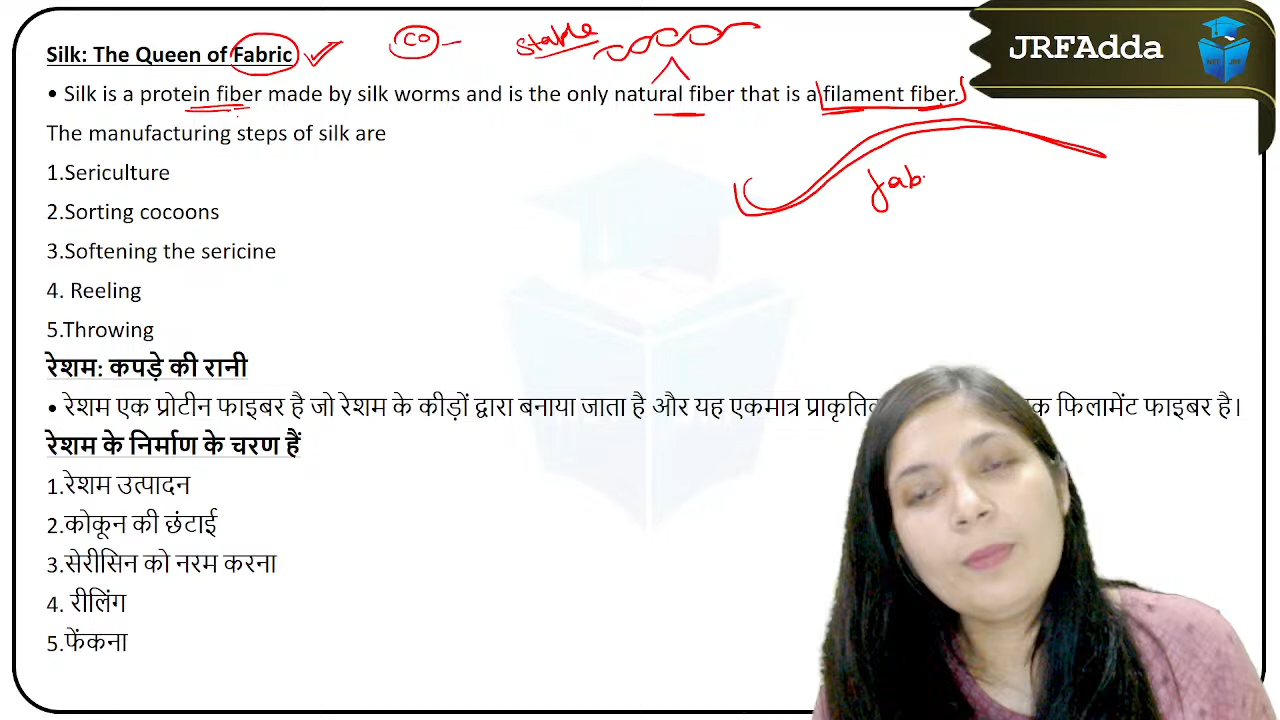 JRFAdda
Silk: The Queen of Fabric
co
Staple
• Silk is a protein fiber made by silk worms and is the only natural fiber that is a filament fiber.
fab.
The manufacturing steps of silk are
1.Sericulture
2.Sorting cocoons
3.Softening the sericine
4. Reeling
5.Throwing
रेशम: कपड़े की रानी
• रेशम एक प्रोटीन फाइबर है जो रेशम के कीड़ों द्वारा बनाया जाता है और यह एकमात्र फिलामेंट फाइबर है।
रेशम के निर्माण के चरण हैं
1.रेशम उत्पादन
2.कोकून की छंटाई
3.सेरीसिन को नरम करना
4. रीलिंग
5.फेंकना